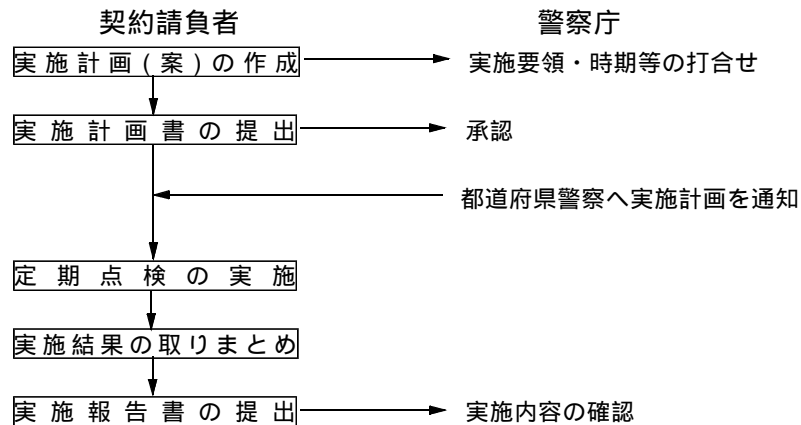 契約請負者 警察庁
実施計画(案)の作成 実施要領・時期等の打合せ
実施計画書の提出 承認
都道府県警察へ実施計画を通知
定期点検の実施
実施結果の取りまとめ
実施報告書の提出 実施内容の確認